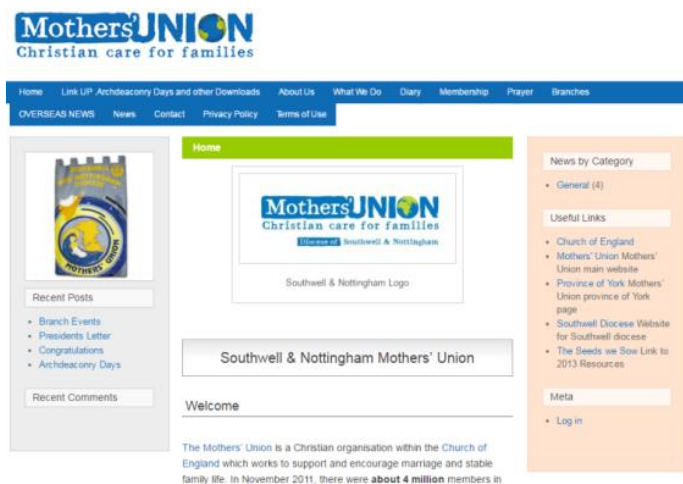 Mothers' UNION
Christian care for families
Home Link UP Archdeaconry Days and other Downloads About Us What We Do Diary Membership Prayer Branches
OVERSEAS NEWS News Contact Privacy Policy Terms of Use
MOTHERS' UNION
Recent Posts
Branch Events
Presidents Letter
Congratulations
Archdeaconry Days
Recent Comments
Home
Mothers' UNION
Christian care for families
Diocese of Southwell & Nottingham
Southwell & Nottingham Logo
Southwell & Nottingham Mothers' Union
Welcome
The Mothers' Union is a Christian organisation within the Church of
England which works to support and encourage marriage and stable
family life. In November 2011, there were about 4 million members in
News by Category
General (4)
Useful Links
Church of England
Mothers' Union Mothers'
Union main website
Province of York Mothers'
Union province of York
page
Southwell Diocese Website
for Southwell diocese
The Seeds we Sow Link to
2013 Resources
Meta
Log in